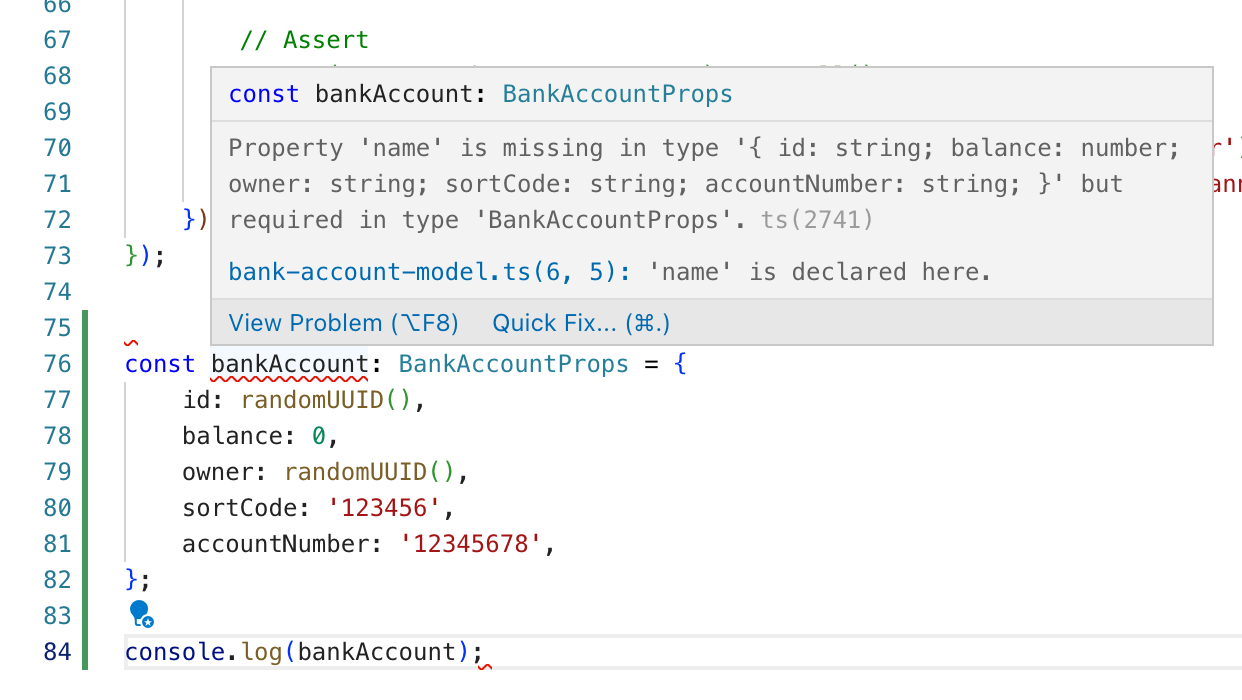 66
67 // Assert
68
const bankAccount: BankAccountProps
69
70 Property 'name' is missing in type '{ id: string; balance: number; r'
71 owner: string; sortCode: string; accountNumber: string; }' but
72 }) required in type 'BankAccountProps'. ts(2741)
73 });
bank-account-model.ts(6, 5): 'name' is declared here.
74
75 View Problem (⌥F8) Quick Fix... (⌘.)
76 const bankAccount: BankAccountProps = {
77 id: randomUUID(),
78 balance: 0,
79 owner: randomUUID(),
80 sortCode: '123456',
81 accountNumber: '12345678',
82 };
83
84 console.log(bankAccount);